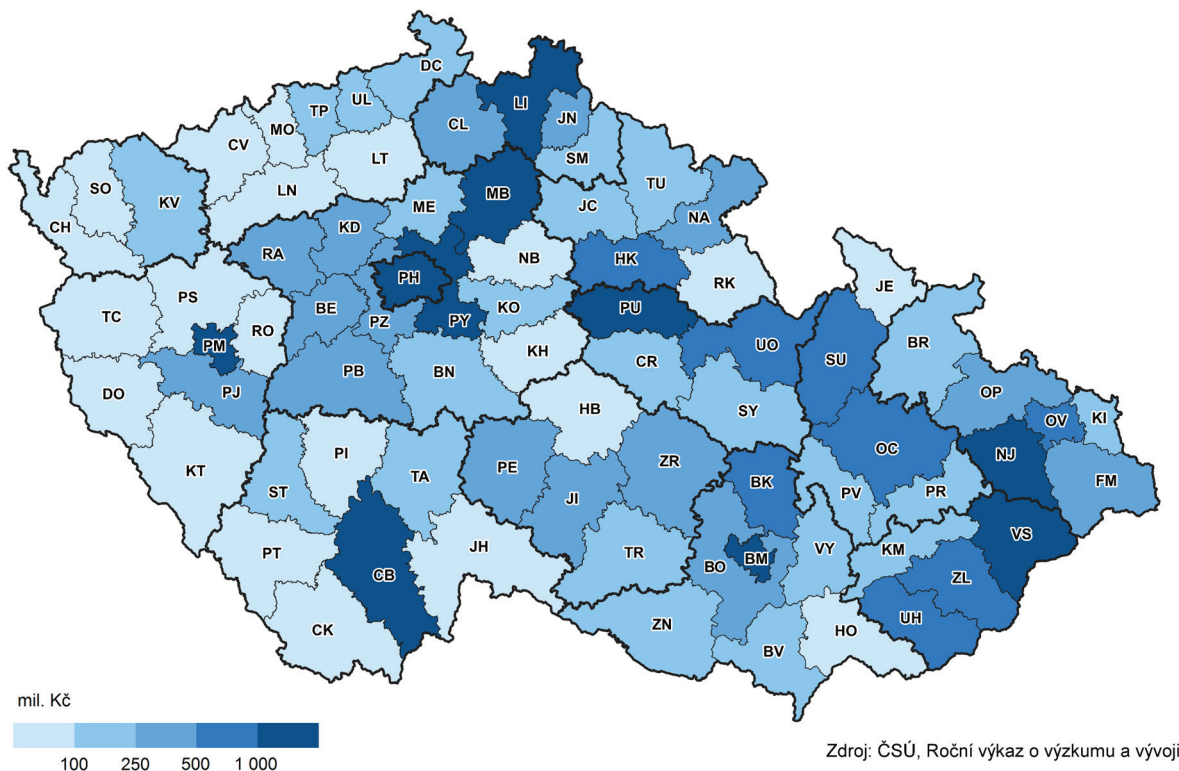 DC
LI
UL
TP
JN
CL
MO
CV
LT
SM
SO
TU
LN
MB
KV
ME
JC
NA
CH
KD
RA
NB
HK
PH
RK
JE
PS
BE
KO
PU
TC
RO
PZ
PY
PM
UO
BR
KH
SU
CR
PB
BN
DO
PJ
OP
HB
SY
OV
KI
OC
PI
NJ
KT
PE
ZR
TA
BK
FM
ST
JI
PV
PR
VS
JH
VY
KM
PT
TR
BO
BM
CB
ZL
UH
CK
ZN
HO
BV
mil. Kč
100 250 500 1 000
Zdroj: ČSÚ, Roční výkaz o výzkumu a vývoji